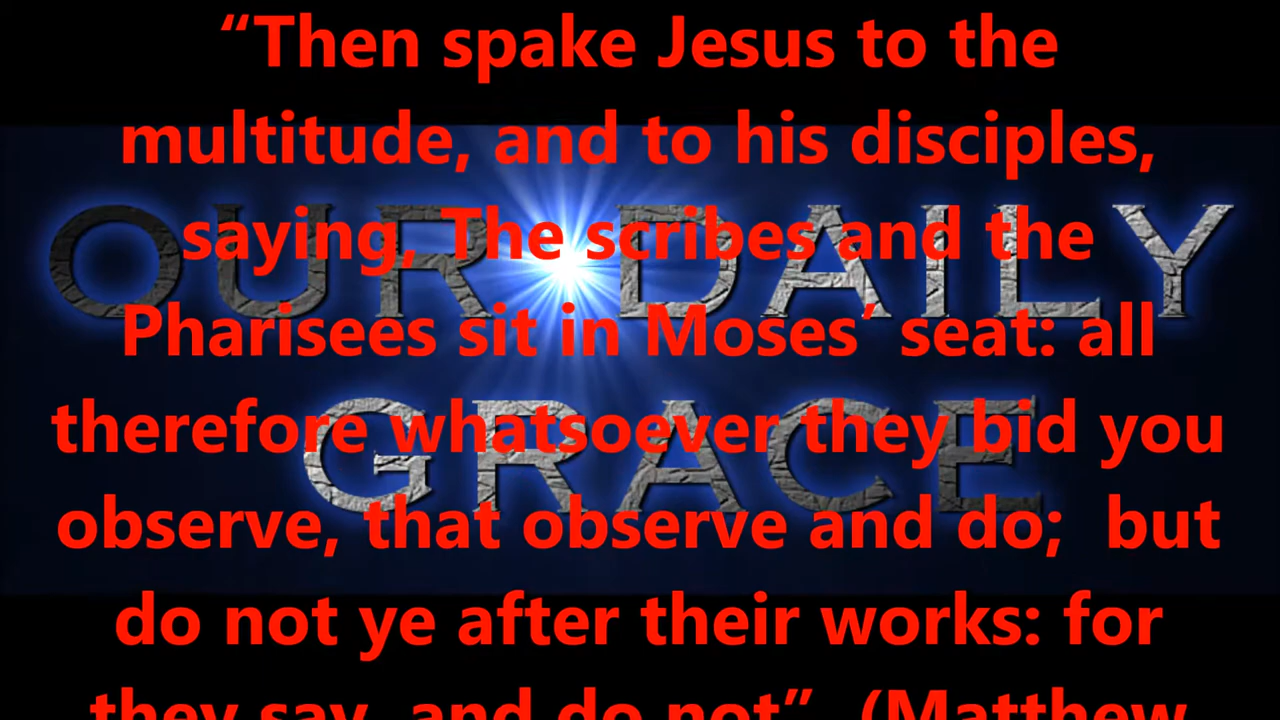 “Then spake Jesus to the
multitude, and to his disciples,
saying, The scribes and the
Pharisees sit in Moses’ seat: all
therefore whatsoever they bid you
observe, that observe and do;  but
do not ye after their works: for
they say, and do not”  (Matthew
OUR DAILY
GRACE